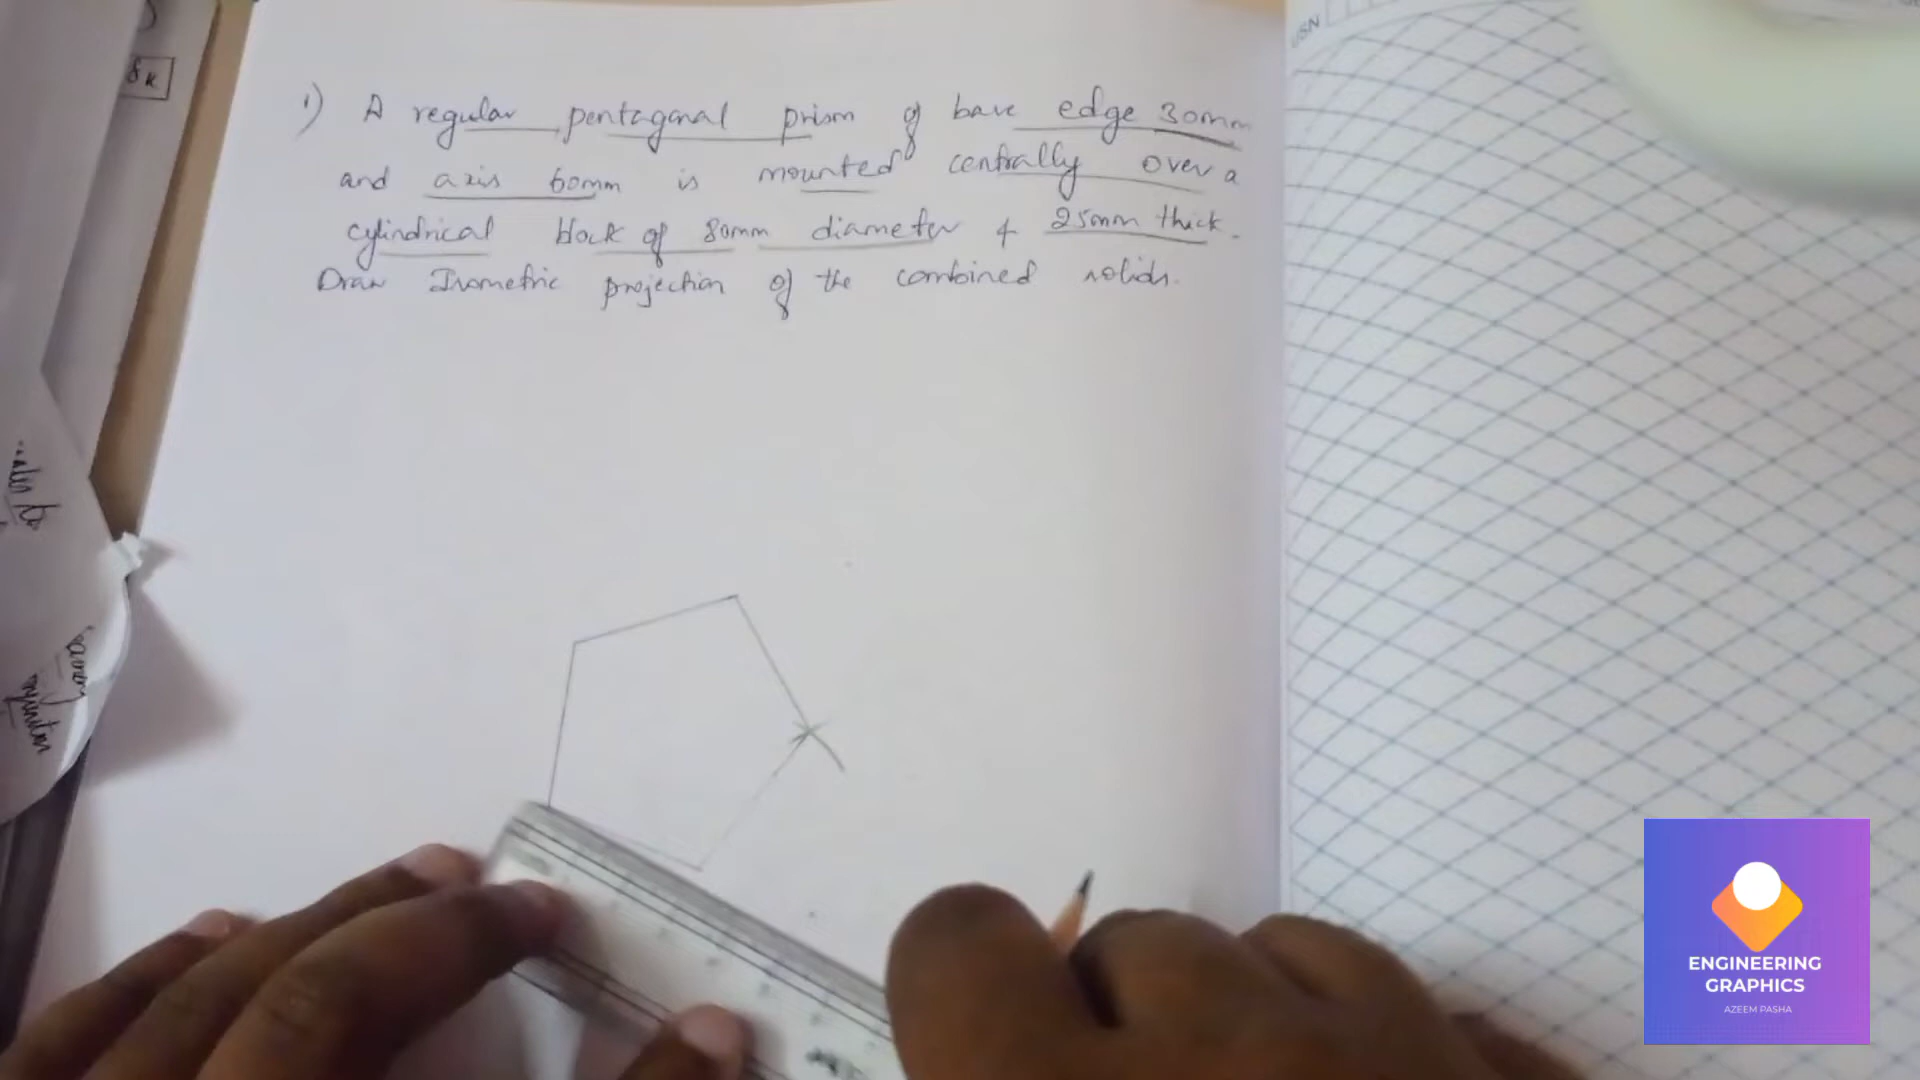 1) A regular pentagonal prism of base edge 30mm
and axis 60mm is mounted centrally over a
cylindrical block of 80mm diameter & 25mm thick.
Draw Isometric projection of the combined solids.
USN
ENGINEERING
GRAPHICS
AZEEM PASHA